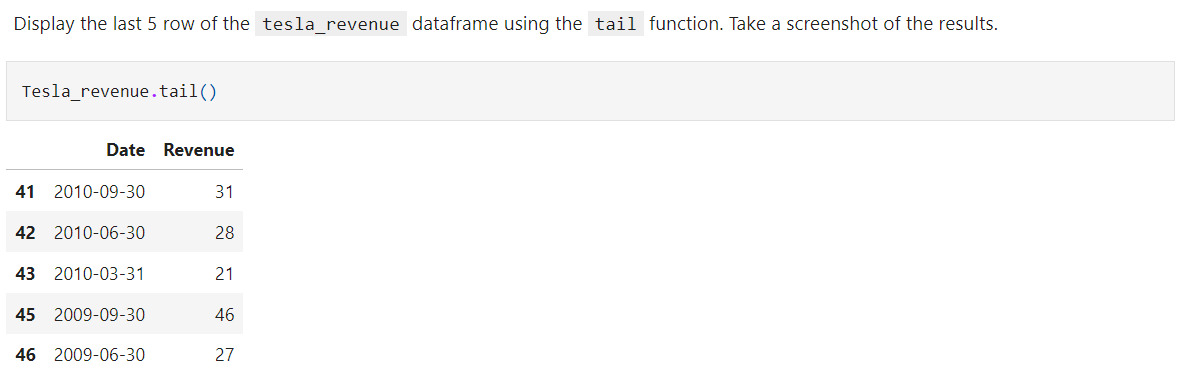 Display the last 5 row of the tesla_revenue dataframe using the tail function. Take a screenshot of the results.
Tesla_revenue.tail()
Date Revenue
41 2010-09-30 31
42 2010-06-30 28
43 2010-03-31 21
45 2009-09-30 46
46 2009-06-30 27